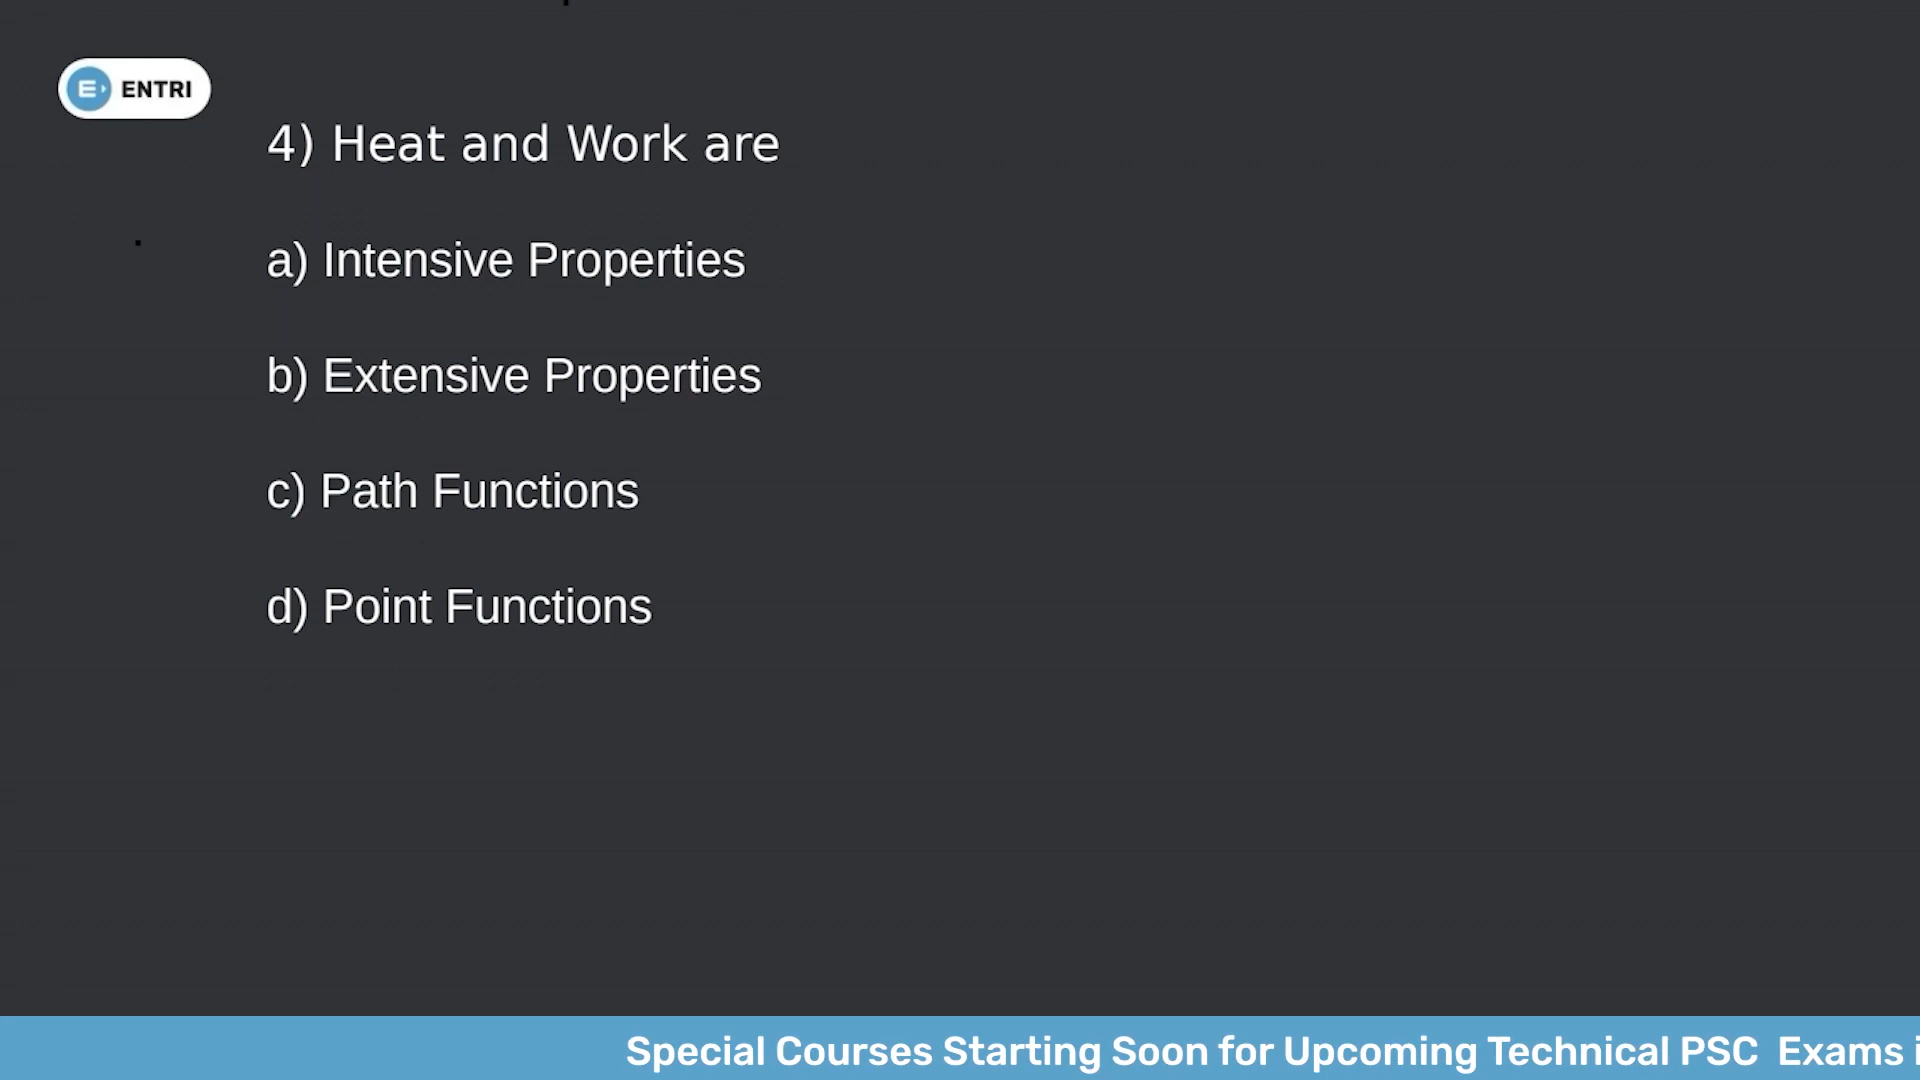 ENTRI
4) Heat and Work are
a) Intensive Properties
b) Extensive Properties
c) Path Functions
d) Point Functions
Special Courses Starting Soon for Upcoming Technical PSC Exams